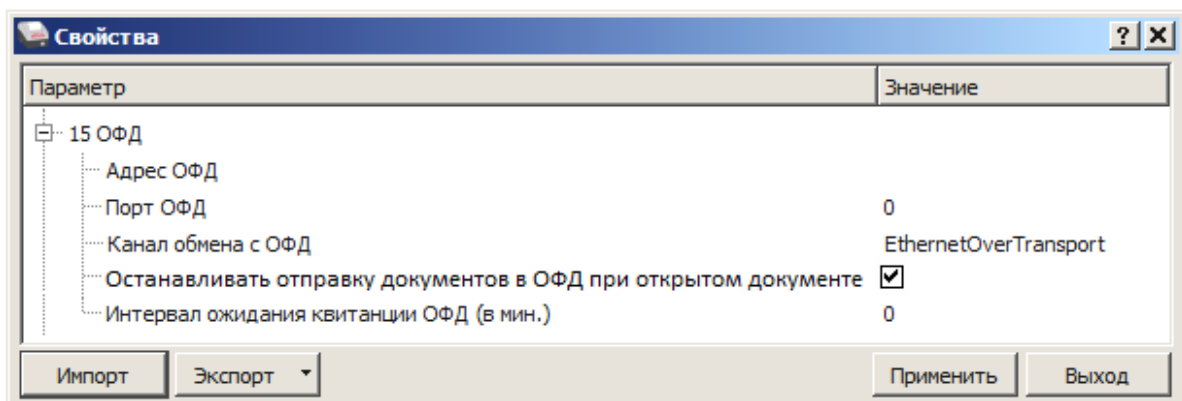 Свойства
Параметр Значение
15 ОФД
Адрес ОФД
Порт ОФД 0
Канал обмена с ОФД EthernetOverTransport
Останавливать отправку документов в ОФД при открытом документе
Интервал ожидания квитанции ОФД (в мин.) 0
Импорт Экспорт Применить Выход